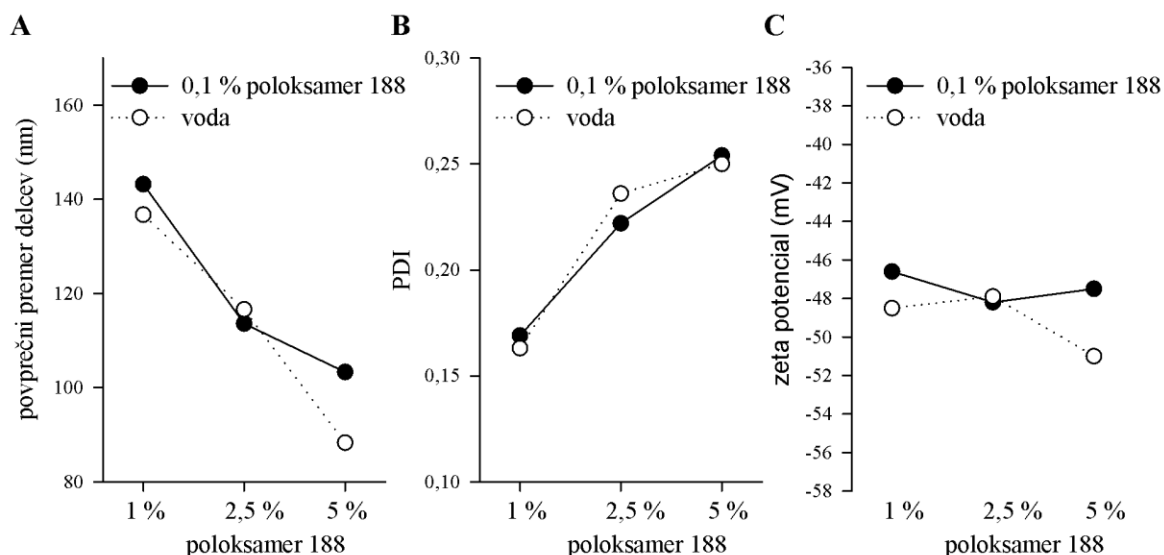 A
povprečni premer delcev (nm)
160
140
120
100
80
0,1 % poloksamer 188
voda
1 %
2,5 %
5 %
poloksamer 188
B
PDI
0,30
0,25
0,20
0,15
0,10
0,1 % poloksamer 188
voda
1 %
2,5 %
5 %
poloksamer 188
C
zeta potencial (mV)
-36
-38
-40
-42
-44
-46
-48
-50
-52
-54
-56
-58
0,1 % poloksamer 188
voda
1 %
2,5 %
5 %
poloksamer 188